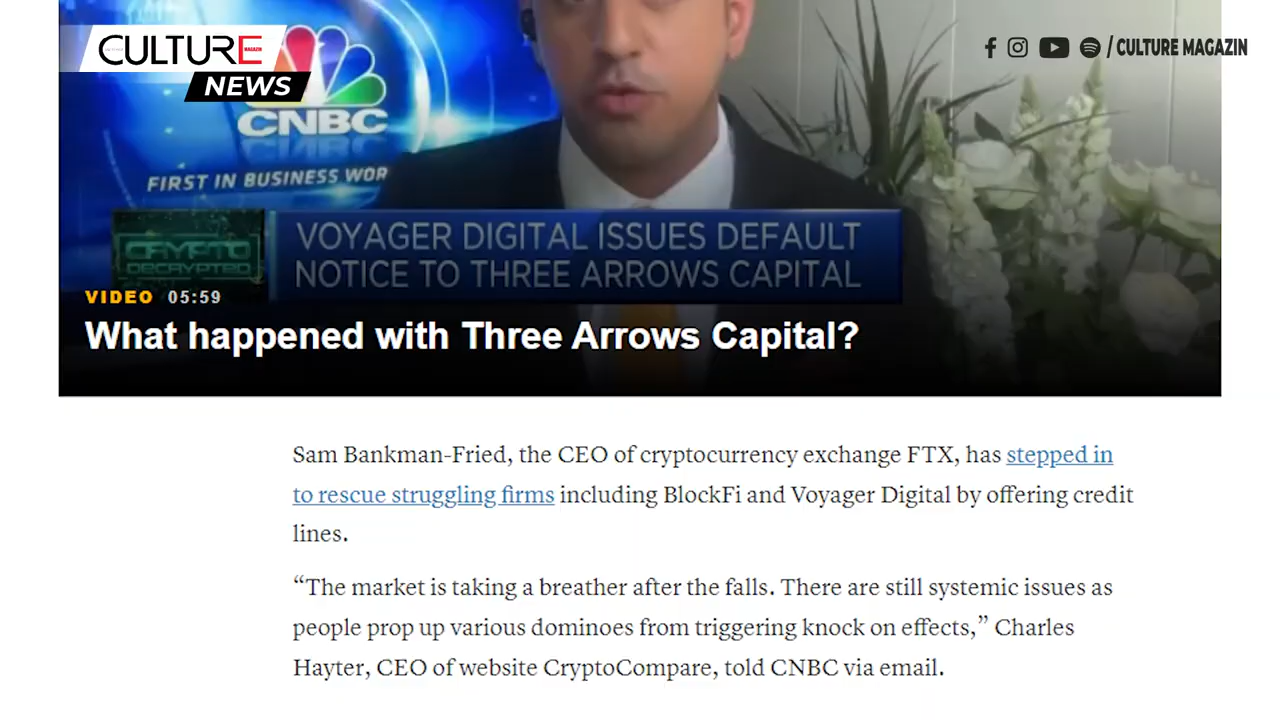 CULTURE
MAGAZIN
NEWS
/ CULTURE MAGAZIN
CNBC
FIRST IN BUSINESS WOR
CRYPTO
DECRYPTED
VOYAGER DIGITAL ISSUES DEFAULT
NOTICE TO THREE ARROWS CAPITAL
VIDEO 05:59
What happened with Three Arrows Capital?
Sam Bankman-Fried, the CEO of cryptocurrency exchange FTX, has stepped in
to rescue struggling firms including BlockFi and Voyager Digital by offering credit
lines.
“The market is taking a breather after the falls. There are still systemic issues as
people prop up various dominoes from triggering knock on effects,” Charles
Hayter, CEO of website CryptoCompare, told CNBC via email.